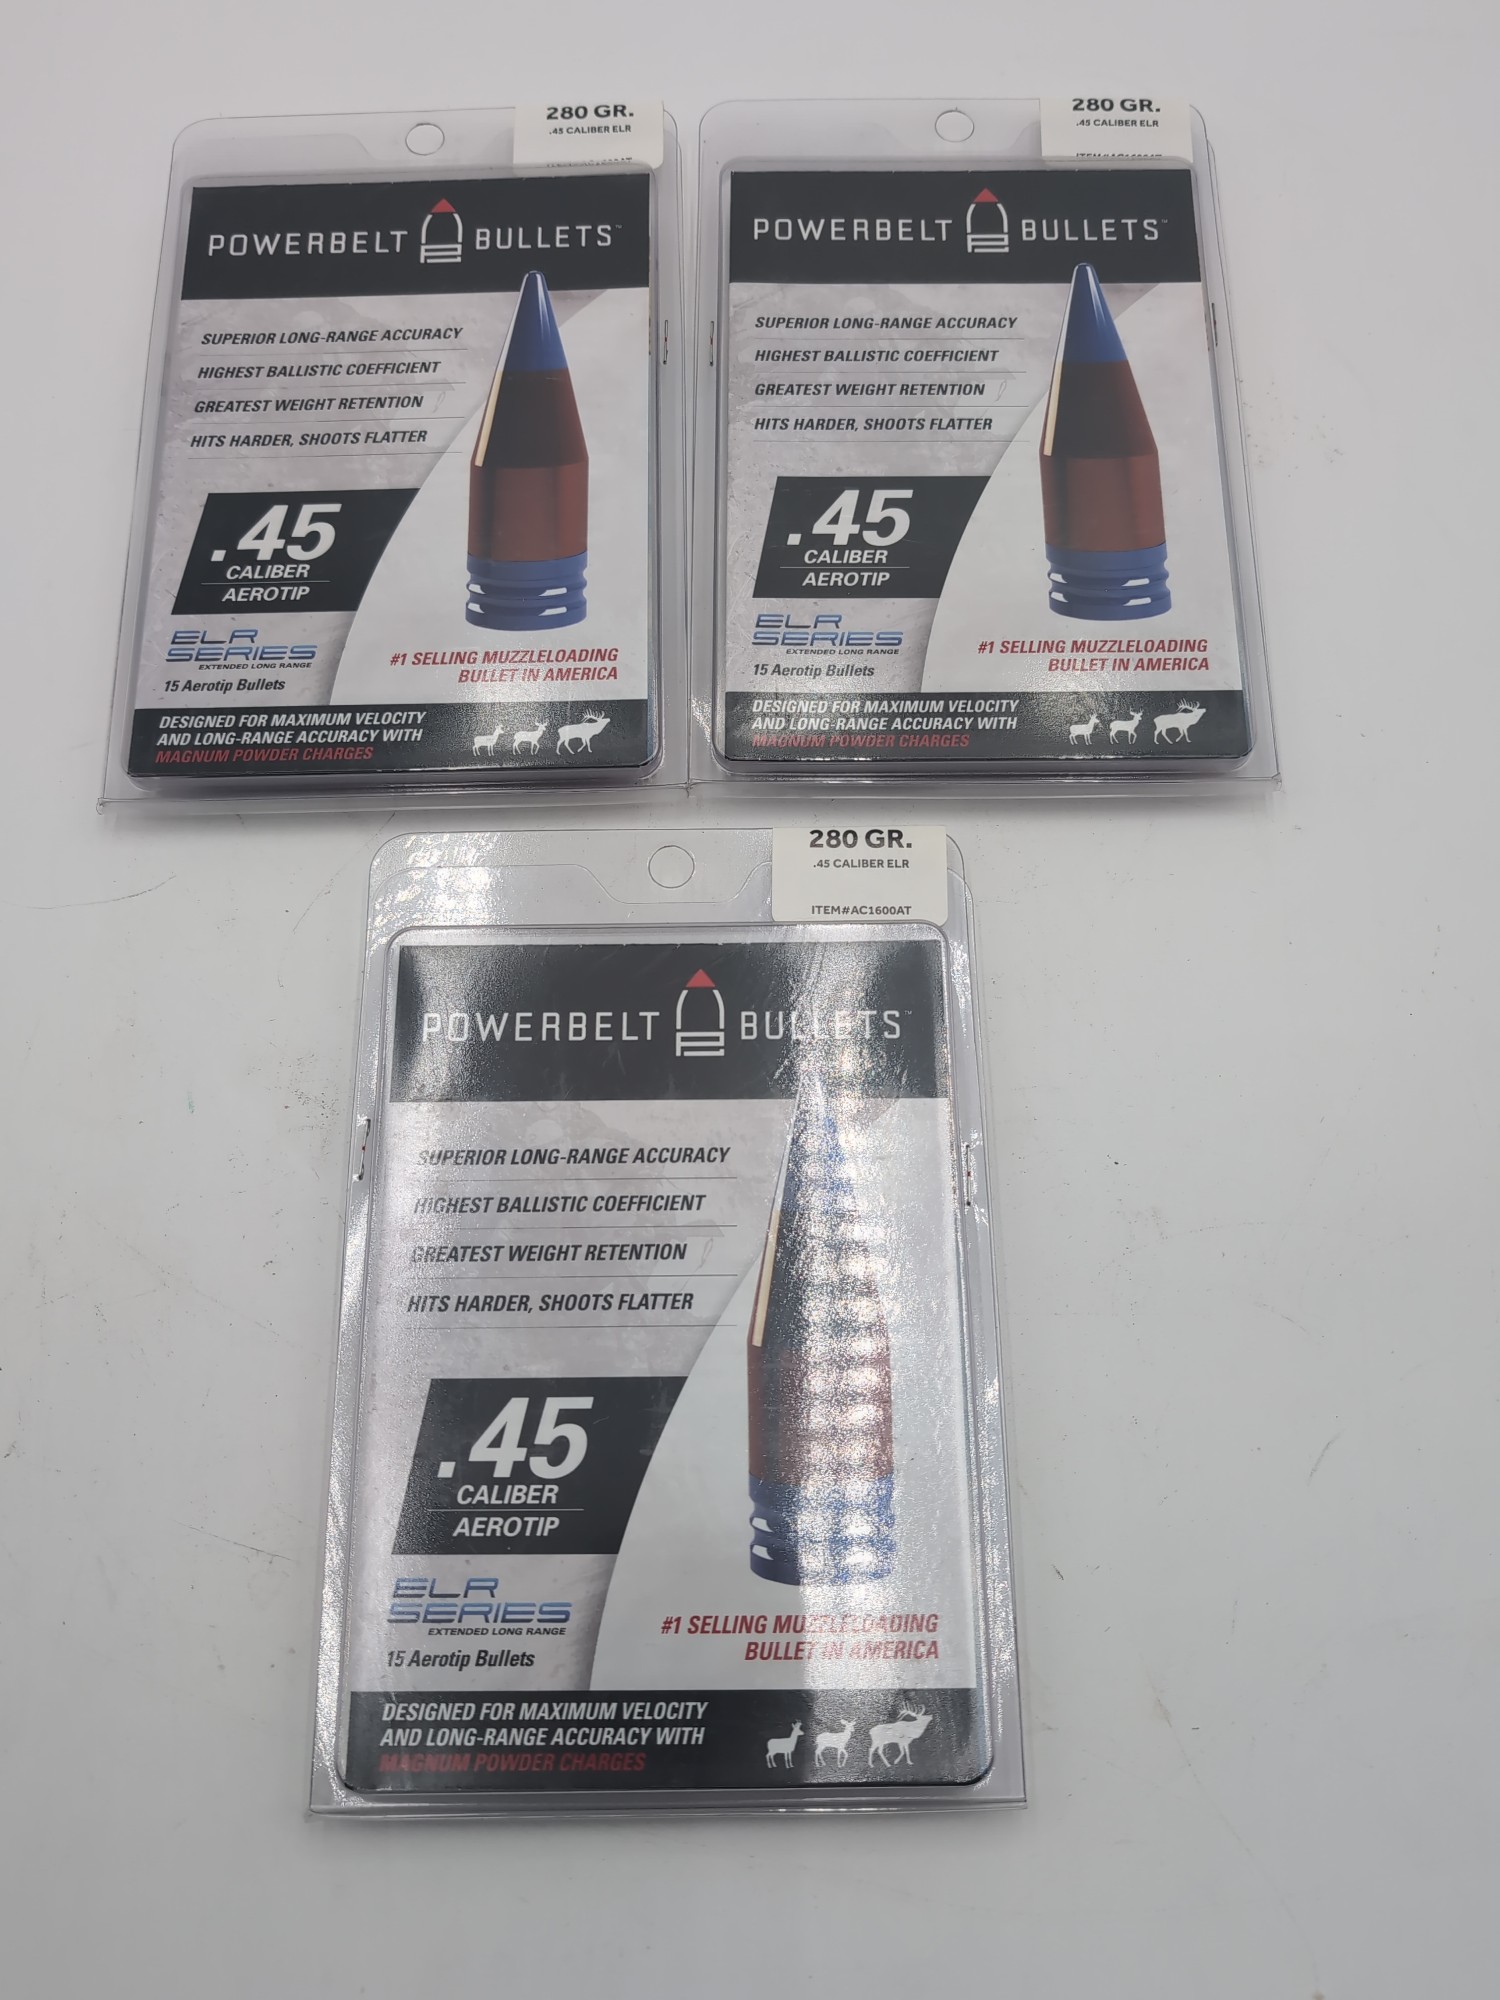 280 GR.
.45 CALIBER ELR
POWERBELT BULLETS™
SUPERIOR LONG-RANGE ACCURACY
HIGHEST BALLISTIC COEFFICIENT
GREATEST WEIGHT RETENTION
HITS HARDER, SHOOTS FLATTER
.45
CALIBER
AEROTIP
ELR
SERIES
EXTENDED LONG RANGE
15 Aerotip Bullets
#1 SELLING MUZZLELOADING
BULLET IN AMERICA
DESIGNED FOR MAXIMUM VELOCITY
AND LONG-RANGE ACCURACY WITH
MAGNUM POWDER CHARGES
280 GR.
.45 CALIBER ELR
POWERBELT BULLETS™
SUPERIOR LONG-RANGE ACCURACY
HIGHEST BALLISTIC COEFFICIENT
GREATEST WEIGHT RETENTION
HITS HARDER, SHOOTS FLATTER
.45
CALIBER
AEROTIP
ELR
SERIES
EXTENDED LONG RANGE
15 Aerotip Bullets
#1 SELLING MUZZLELOADING
BULLET IN AMERICA
DESIGNED FOR MAXIMUM VELOCITY
AND LONG-RANGE ACCURACY WITH
MAGNUM POWDER CHARGES
280 GR.
.45 CALIBER ELR
ITEM#AC1600AT
POWERBELT BULLETS™
SUPERIOR LONG-RANGE ACCURACY
HIGHEST BALLISTIC COEFFICIENT
GREATEST WEIGHT RETENTION
HITS HARDER, SHOOTS FLATTER
.45
CALIBER
AEROTIP
ELR
SERIES
EXTENDED LONG RANGE
15 Aerotip Bullets
#1 SELLING MUZZLELOADING
BULLET IN AMERICA
DESIGNED FOR MAXIMUM VELOCITY
AND LONG-RANGE ACCURACY WITH
MAGNUM POWDER CHARGES